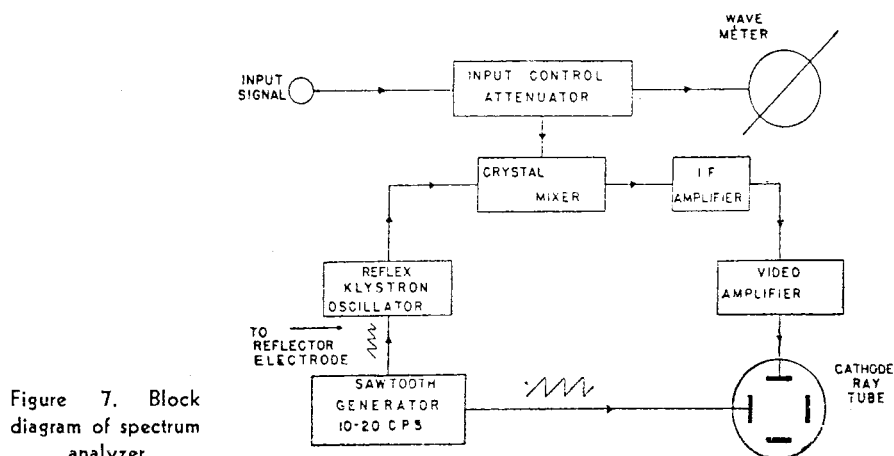 WAVE
METER
INPUT
SIGNAL
INPUT CONTROL
ATTENUATOR
CRYSTAL
MIXER
I.F.
AMPLIFIER
REFLEX
KLYSTRON
OSCILLATOR
VIDEO
AMPLIFIER
TO
REFLECTOR
ELECTRODE
CATHODE
RAY
TUBE
SAWTOOTH
GENERATOR
10-20 CPS
Figure 7. Block
diagram of spectrum
analyzer